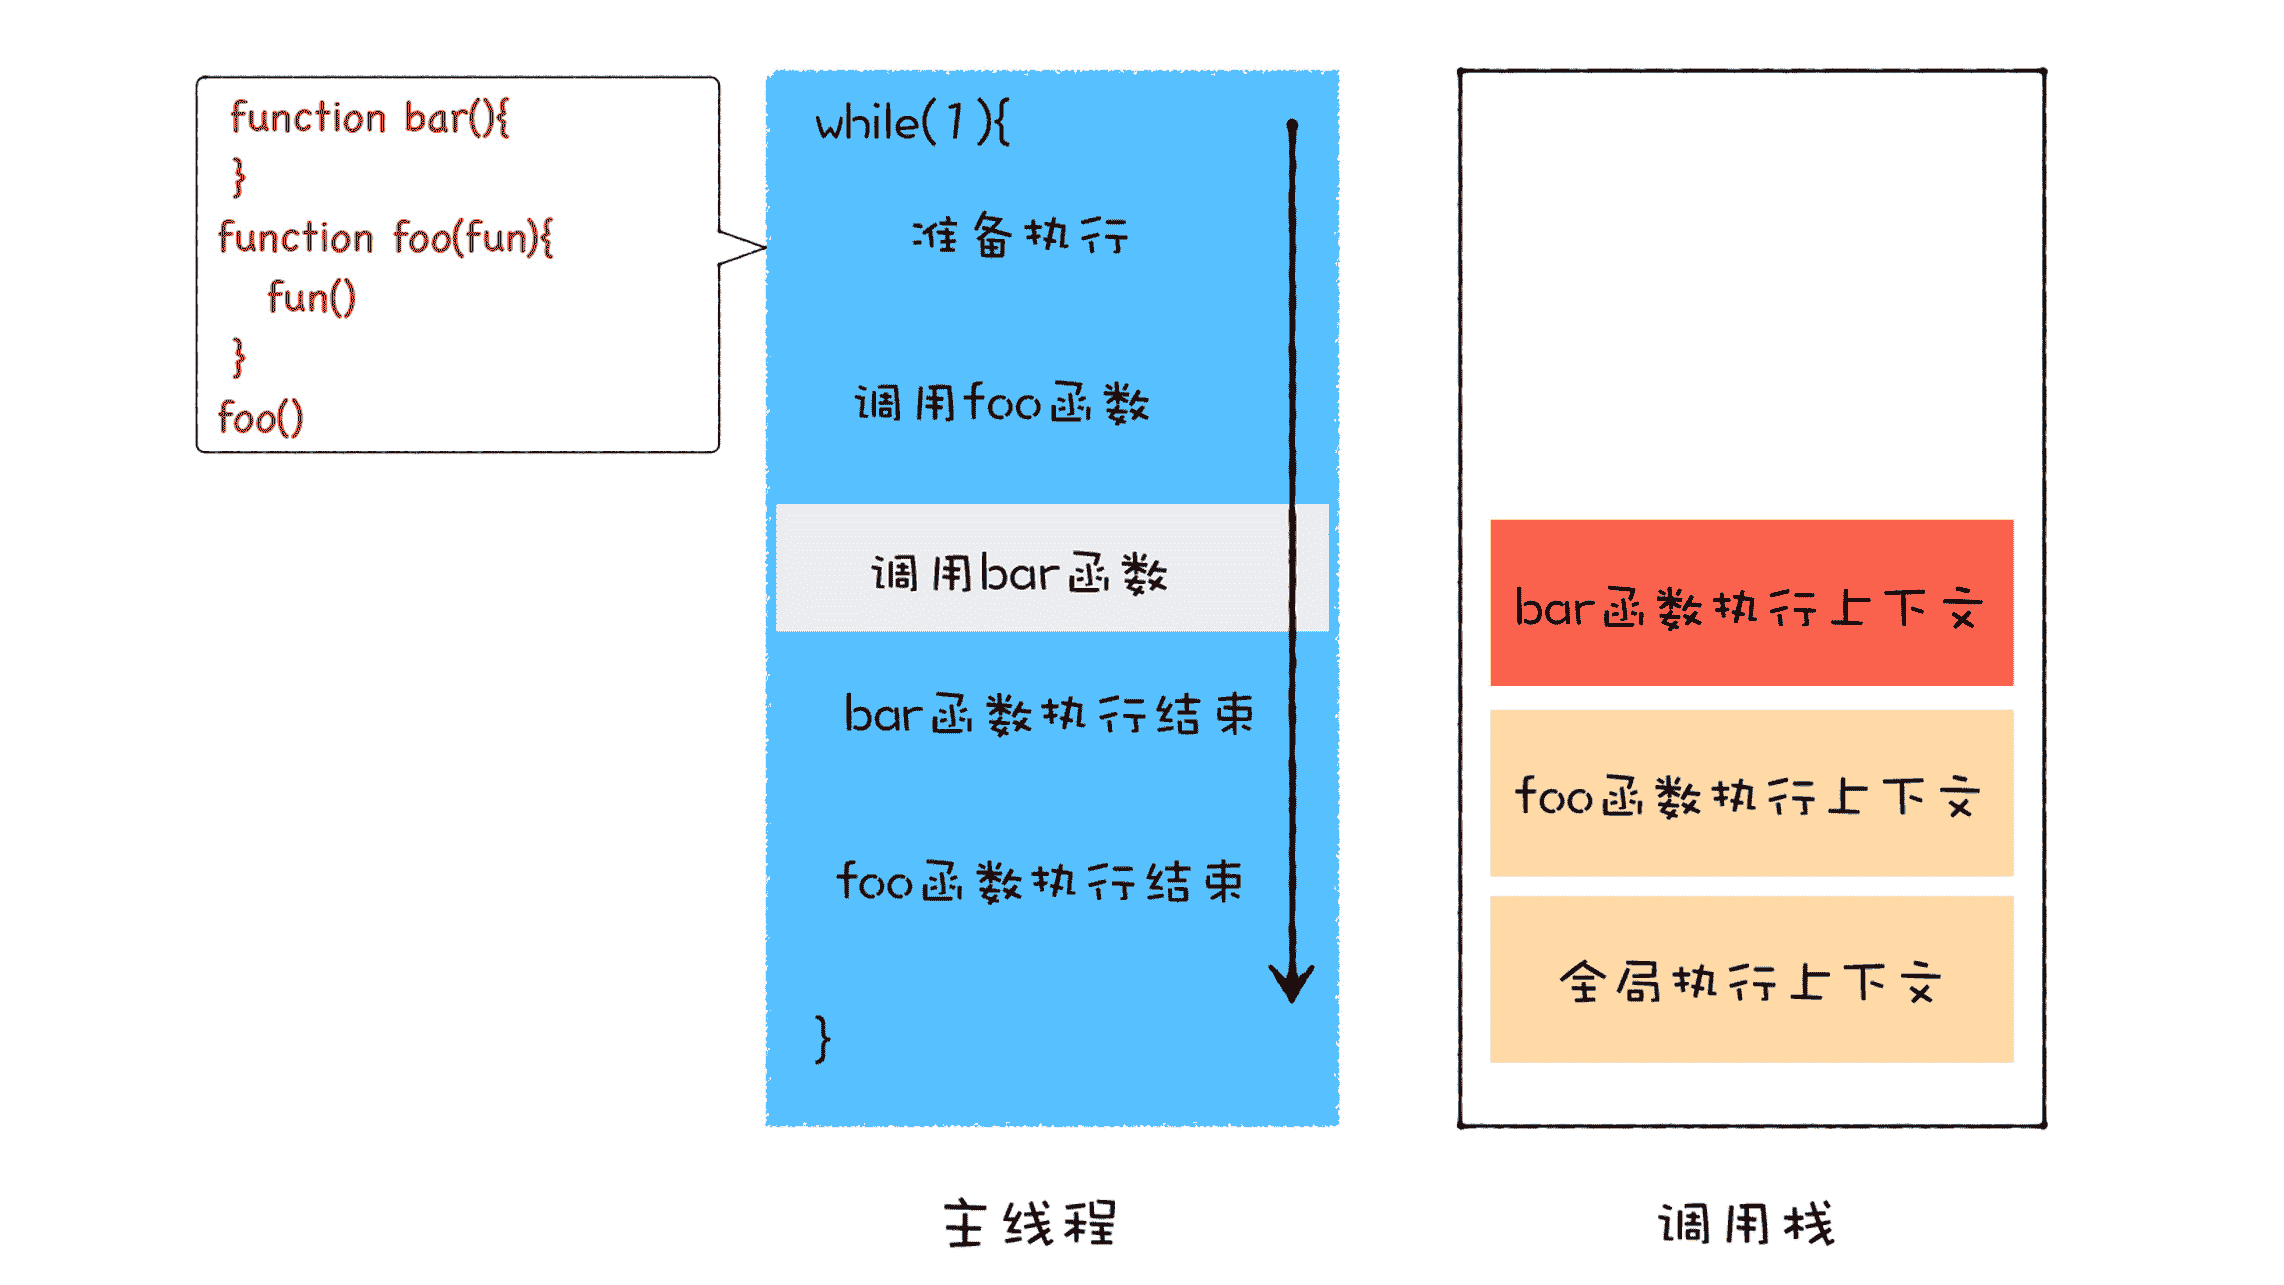 function bar(){
}
function foo(fun){
fun()
}
foo()
while(1){
准备执行
调用foo函数
调用bar函数
bar函数执行结束
foo函数执行结束
}
主线程
bar函数执行上下文
foo函数执行上下文
全局执行上下文
调用栈